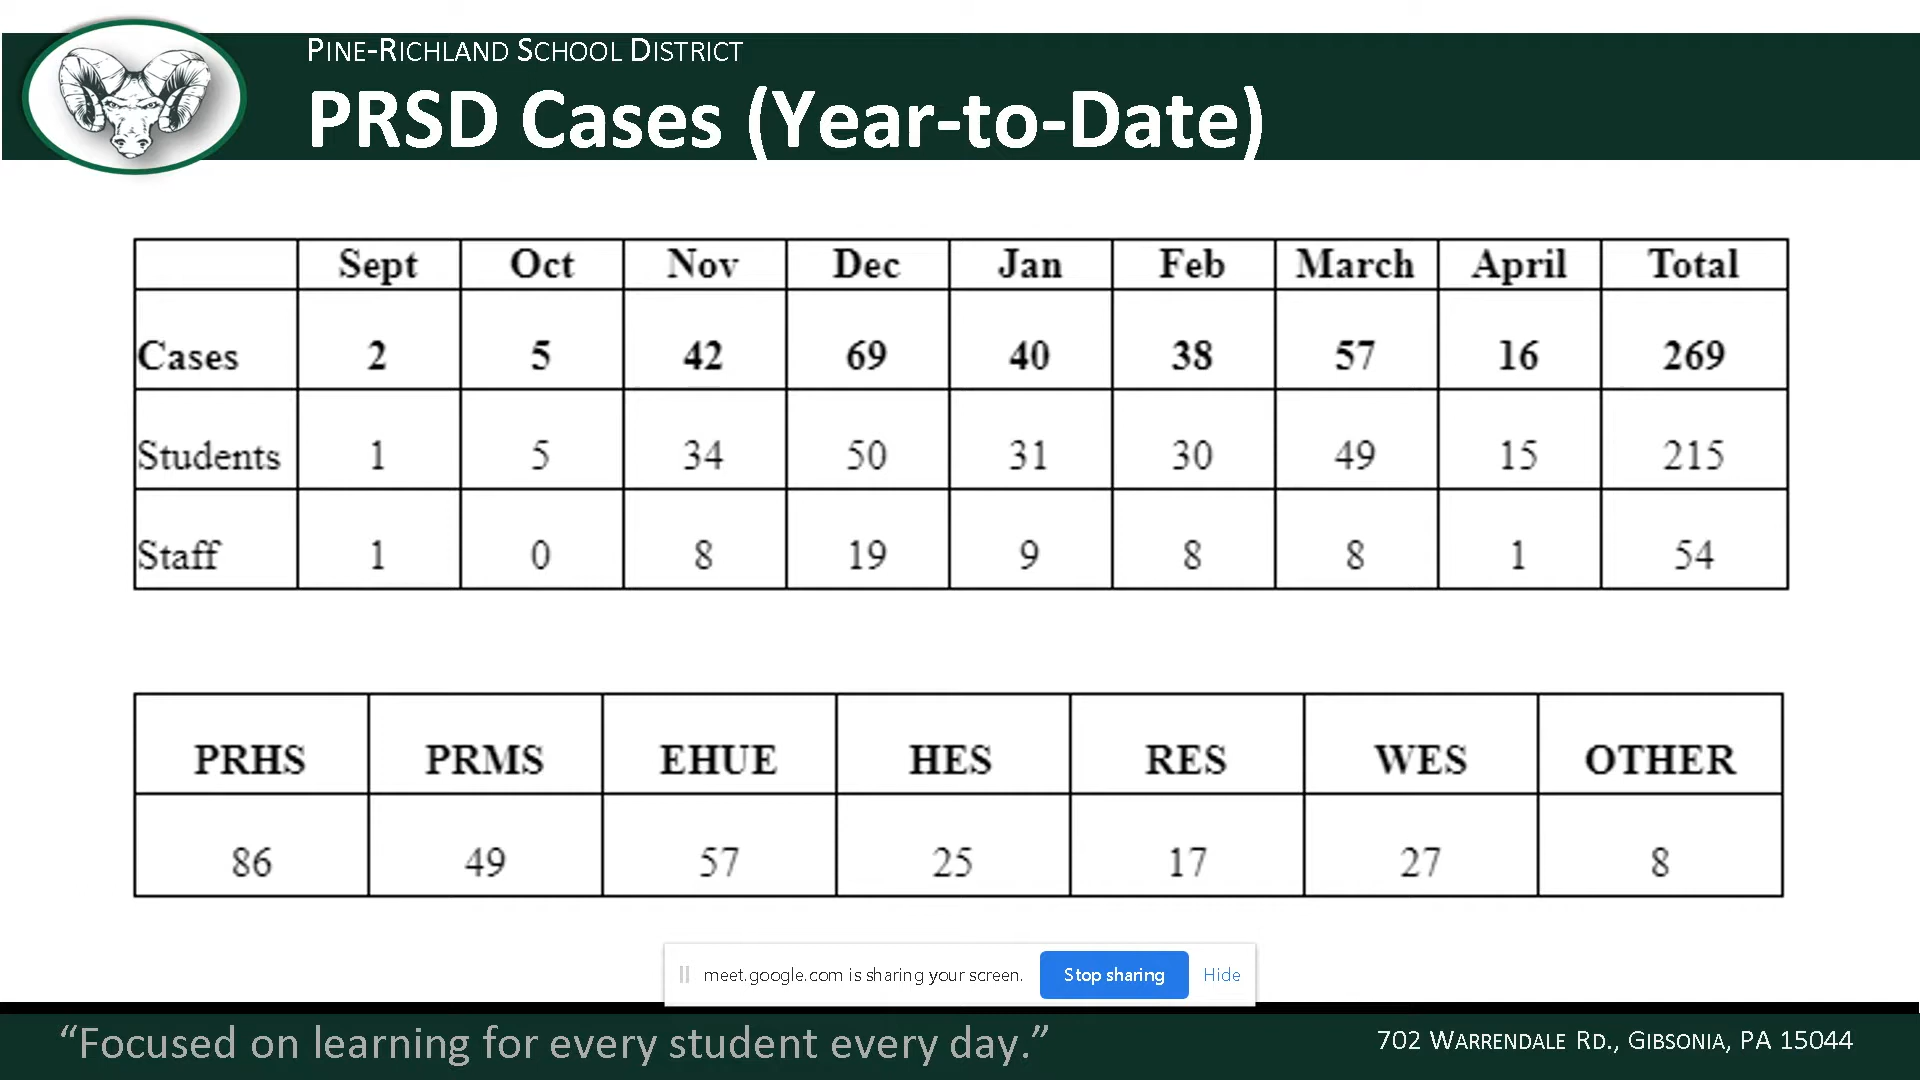 PINE-RICHLAND SCHOOL DISTRICT
PRSD Cases (Year-to-Date)
Sept Oct Nov Dec Jan Feb March April Total
Cases 2 5 42 69 40 38 57 16 269
Students 1 5 34 50 31 30 49 15 215
Staff 1 0 8 19 9 8 8 1 54
PRHS PRMS EHUE HES RES WES OTHER
86 49 57 25 17 27 8
meet.google.com is sharing your screen. Stop sharing Hide
“Focused on learning for every student every day.” 702 WARRENDALE RD., GIBSONIA, PA 15044